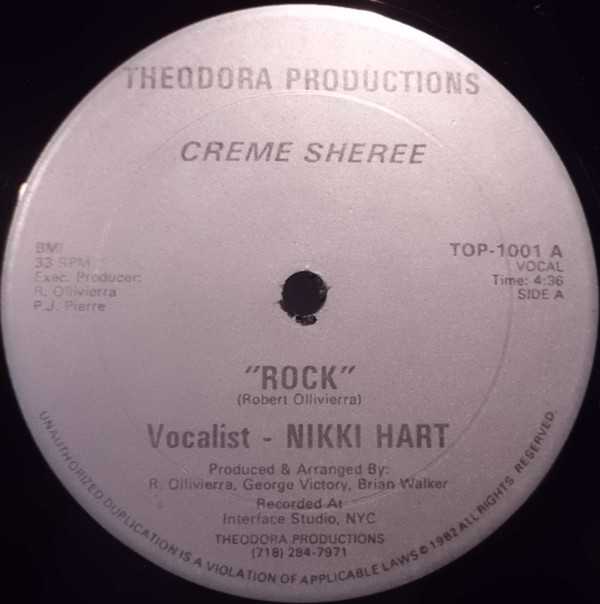 THEODORA PRODUCTIONS
CREME SHEREE
BMI
33 RPM
Exec. Producer:
R. Ollivierra
P.J. Pierre
TOP-1001 A
VOCAL
Time: 4:36
SIDE A
"ROCK"
(Robert Ollivierra)
Vocalist - NIKKI HART
Produced & Arranged By:
R. Ollivierra, George Victory, Brian Walker
Recorded At
Interface Studio, NYC
THEODORA PRODUCTIONS
(718) 284-7971
UNAUTHORIZED DUPLICATION IS A VIOLATION OF APPLICABLE LAWS © 1982 ALL RIGHTS RESERVED.